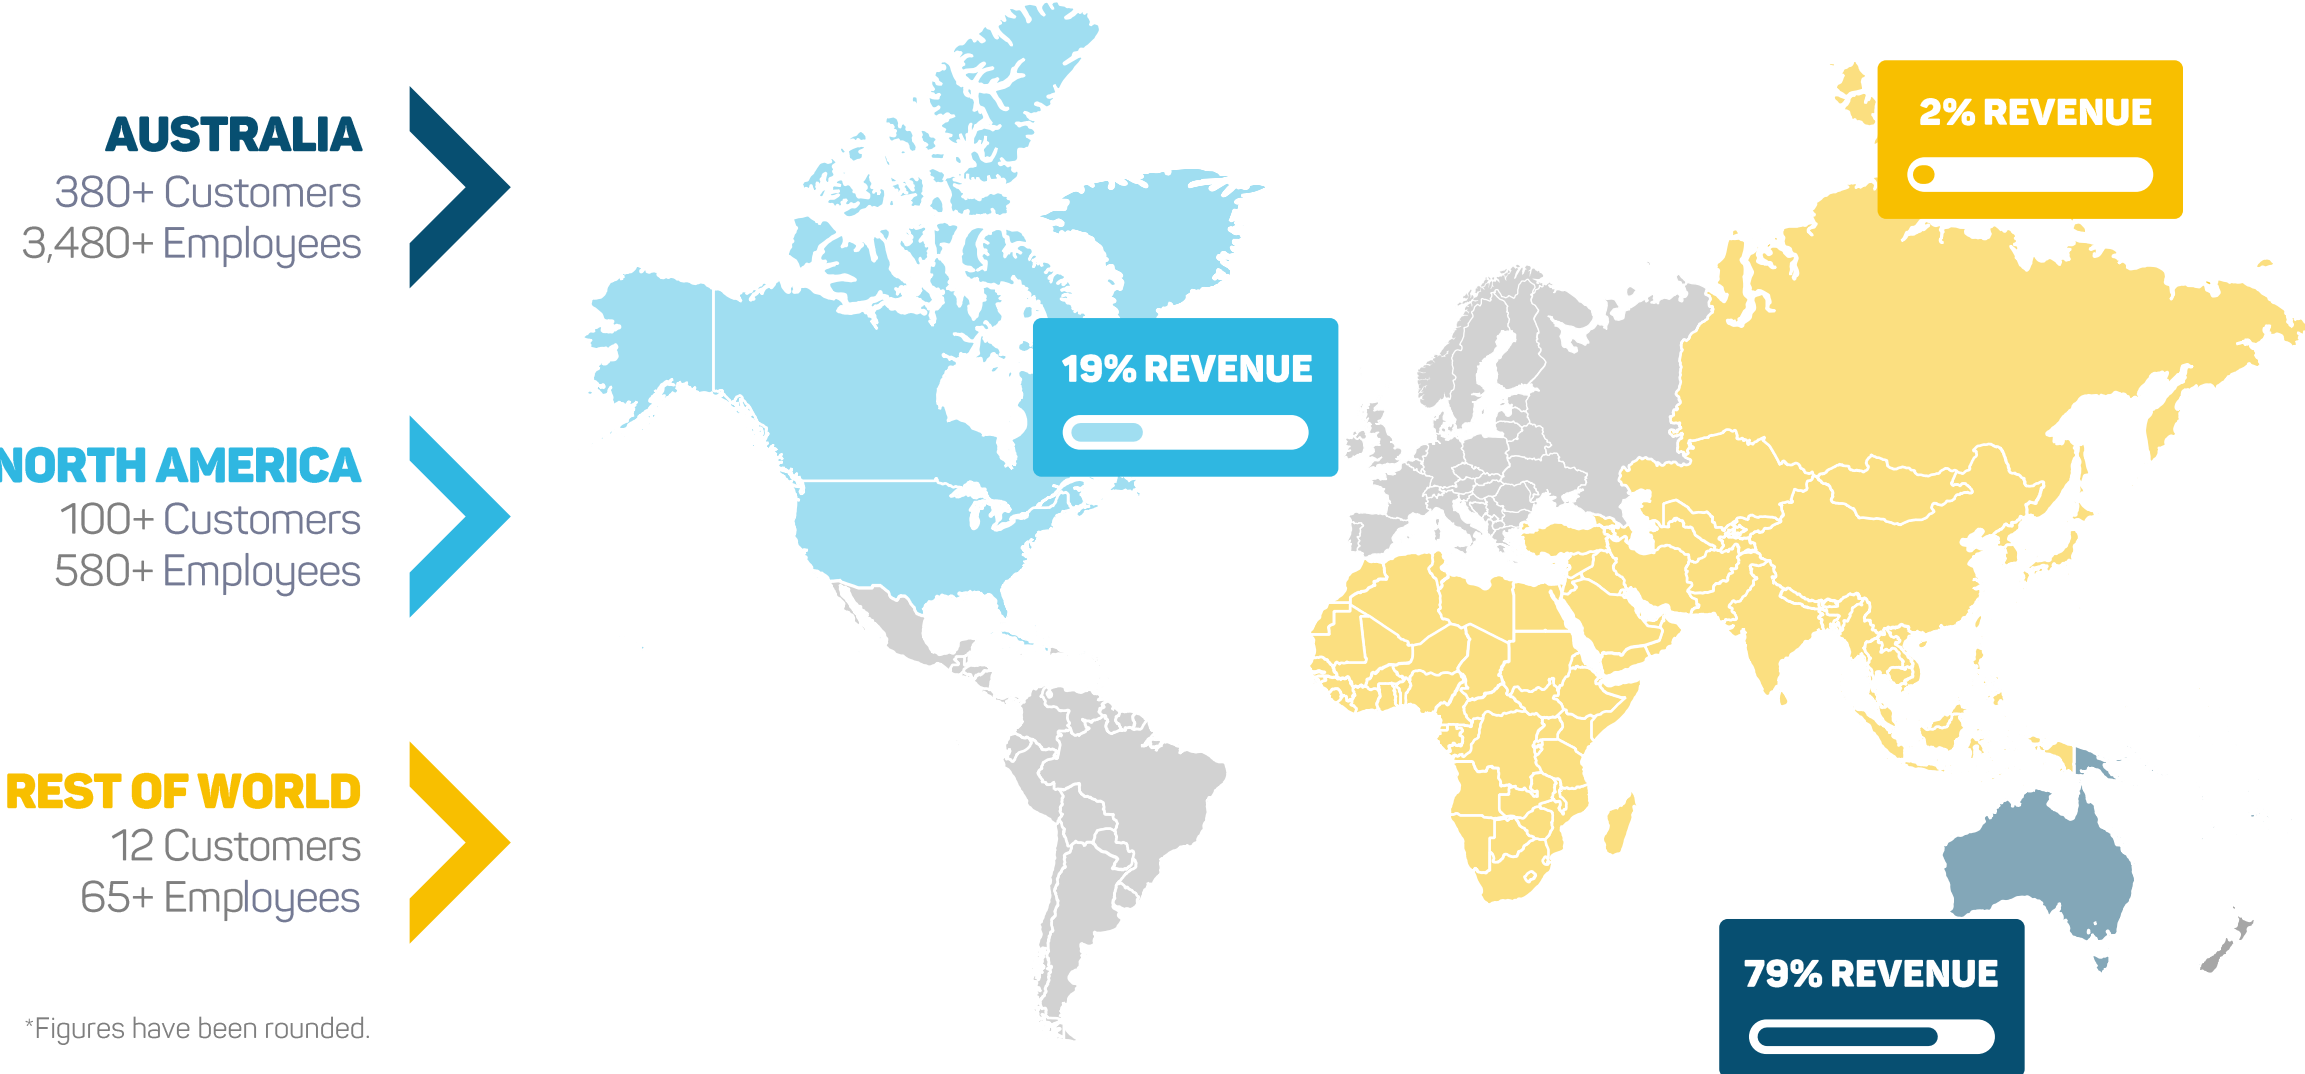 AUSTRALIA
380+ Customers
3,480+ Employees
NORTH AMERICA
100+ Customers
580+ Employees
REST OF WORLD
12 Customers
65+ Employees
*Figures have been rounded.
2% REVENUE
19% REVENUE
79% REVENUE